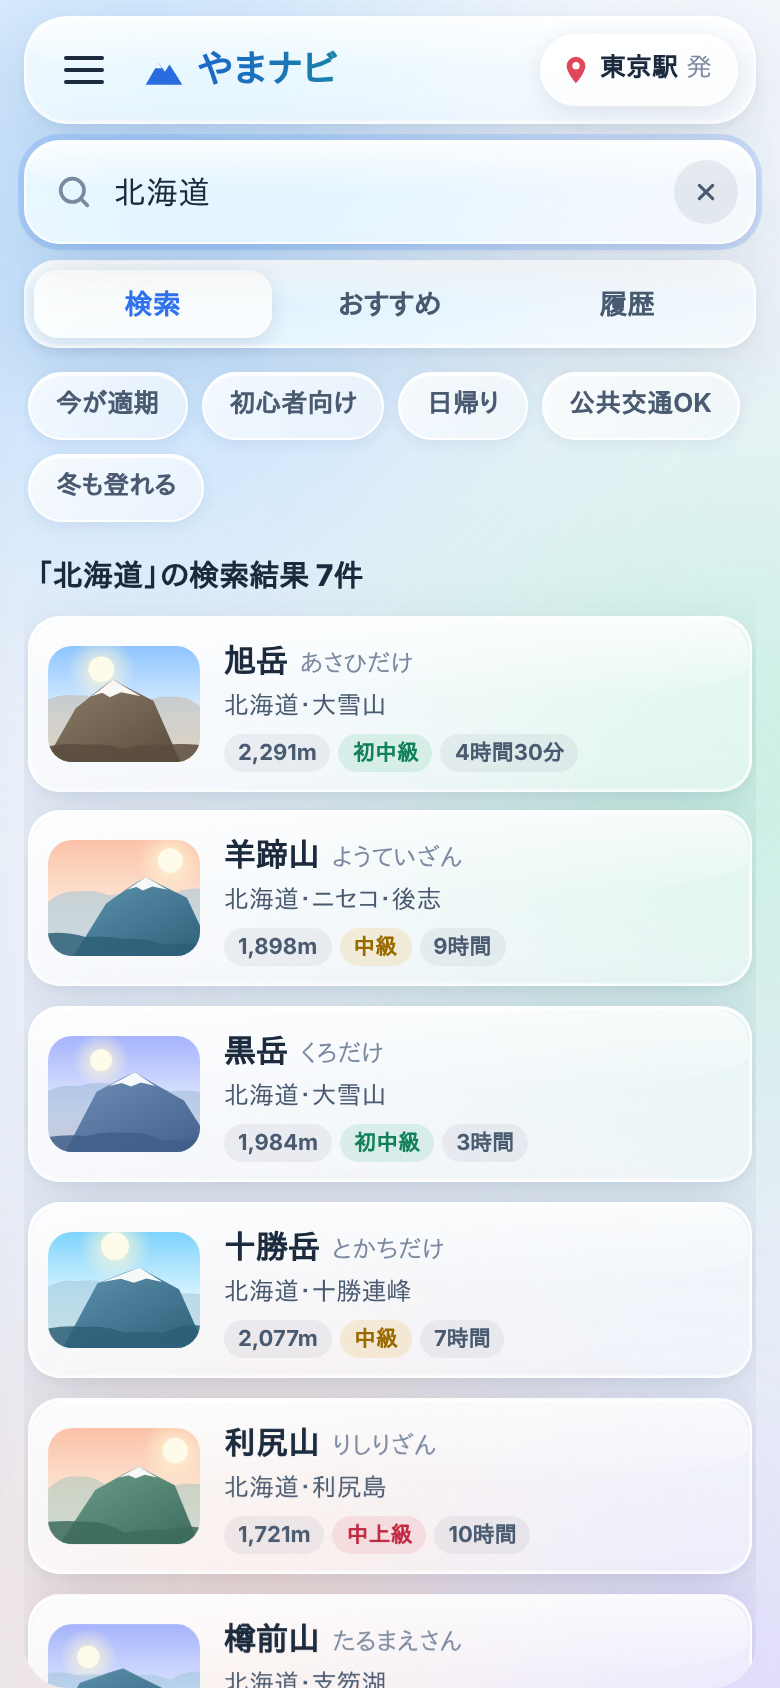 やまナビ
東京駅 発
北海道
検索 おすすめ 履歴
今が適期 初心者向け 日帰り 公共交通OK
冬も登れる
「北海道」の検索結果 7件
旭岳 あさひだけ
北海道・大雪山
2,291m 初中級 4時間30分
羊蹄山 ようていざん
北海道・ニセコ・後志
1,898m 中級 9時間
黒岳 くろだけ
北海道・大雪山
1,984m 初中級 3時間
十勝岳 とかちだけ
北海道・十勝連峰
2,077m 中級 7時間
利尻山 りしりざん
北海道・利尻島
1,721m 中上級 10時間
樽前山 たるまえさん
北海道・支笏湖